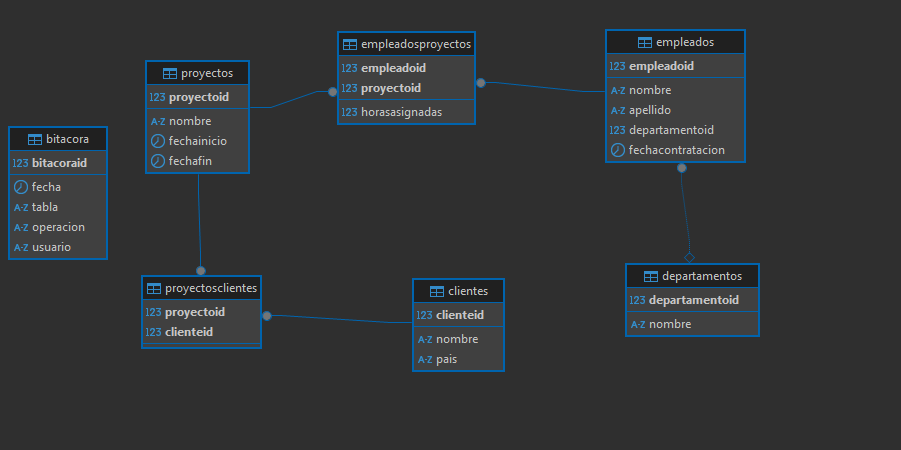 bitacora
123 bitacoraid
fecha
A-Z tabla
A-Z operacion
A-Z usuario
proyectos
123 proyectoid
A-Z nombre
fechainicio
fechafin
empleadosproyectos
123 empleadoid
123 proyectoid
123 horasasignadas
empleados
123 empleadoid
A-Z nombre
A-Z apellido
123 departamentoid
fechacontratacion
proyectosclientes
123 proyectoid
123 clienteid
clientes
123 clienteid
A-Z nombre
A-Z pais
departamentos
123 departamentoid
A-Z nombre